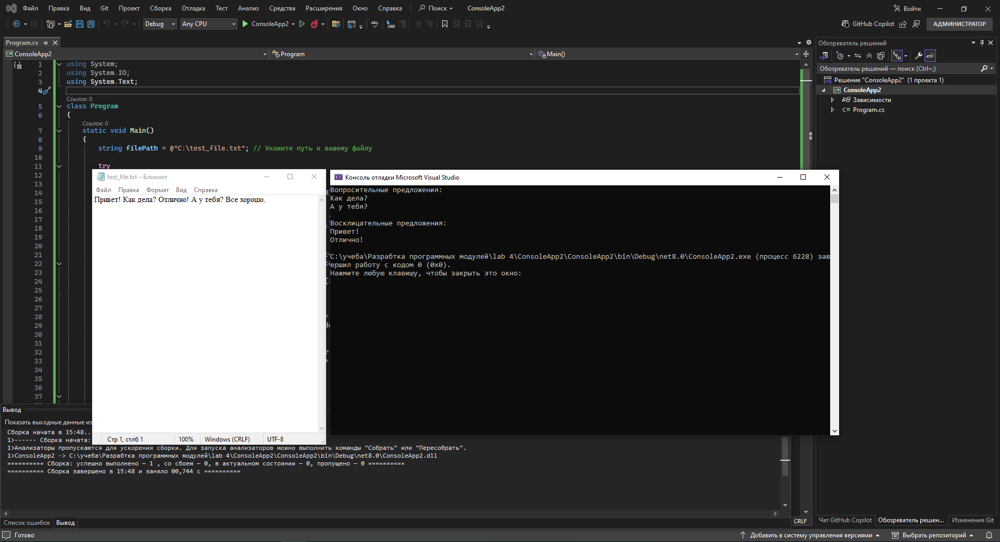 Файл Правка Вид Git Проект Сборка Отладка Тест Анализ Средства Расширения Окно Справка Поиск ConsoleApp2 Войти
Debug Any CPU ConsoleApp2 GitHub Copilot АДМИНИСТРАТОР
Program.cs
ConsoleApp2 Program Main()
1 using System;
2 using System.IO;
3 using System.Text;
4
Ссылок: 0
5 class Program
6 {
Ссылок: 0
7 static void Main()
8 {
9 string filePath = @"C:\test_file.txt"; // Укажите путь к вашему файлу
10
11 try
12
13
14
15
16
17
18
19
20
21
22
23
24
25
26
27
28
29
30
31
32
33
34
35
36
37
test_file.txt – Блокнот
Файл Правка Формат Вид Справка
Привет! Как дела? Отлично! А у тебя? Все хорошо.
Стр 1, стлб 1 100% Windows (CRLF) UTF-8
Консоль отладки Microsoft Visual Studio
Вопросительные предложения:
Как дела?
А у тебя?
Восклицательные предложения:
Привет!
Отлично!
C:\учеба\Разрабтка программных модулей\lab 4\ConsoleApp2\ConsoleApp2\bin\Debug\net8.0\ConsoleApp2.exe (процесс 6228) зав
ершил работу с кодом 0 (0x0).
Нажмите любую клавишу, чтобы закрыть это окно:
Обозреватель решений
Обозреватель решений — поиск (Ctrl+;)
Решение "ConsoleApp2" (1 проекта 1)
ConsoleApp2
Зависимости
C# Program.cs
Вывод
Показать выходные данные из
Сборка начата в 15:48..
1>------ Сборка начата:
1>Анализаторы пропускаются для ускорения сборки. Для запуска анализаторов можно выполнить команды "Собрать" или "Пересобрать".
1>ConsoleApp2 -> C:\учеба\Разрабтка программных модулей\lab 4\ConsoleApp2\ConsoleApp2\bin\Debug\net8.0\ConsoleApp2.dll
========== Сборка: успешно выполнено — 1 , со сбоем — 0, в актуальном состоянии — 0, пропущено — 0 ==========
========== Сборка завершено в 15:48 и заняло 00,744 с ==========
Список ошибок Вывод
CRLF
Чат GitHub Copilot Обозреватель решен... Изменения Git
Готово Добавить в систему управления версиями Выбрать репозиторий